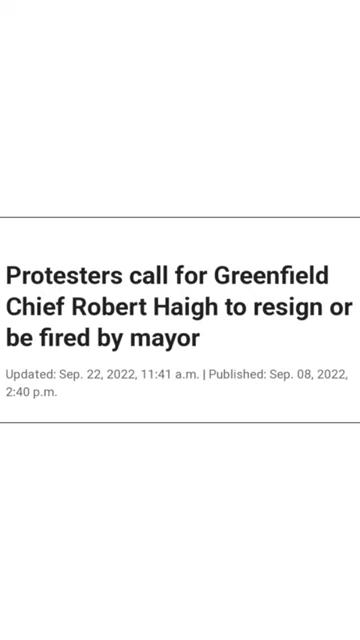 Protesters call for Greenfield
Chief Robert Haigh to resign or
be fired by mayor
Updated: Sep. 22, 2022, 11:41 a.m. | Published: Sep. 08, 2022,
2:40 p.m.